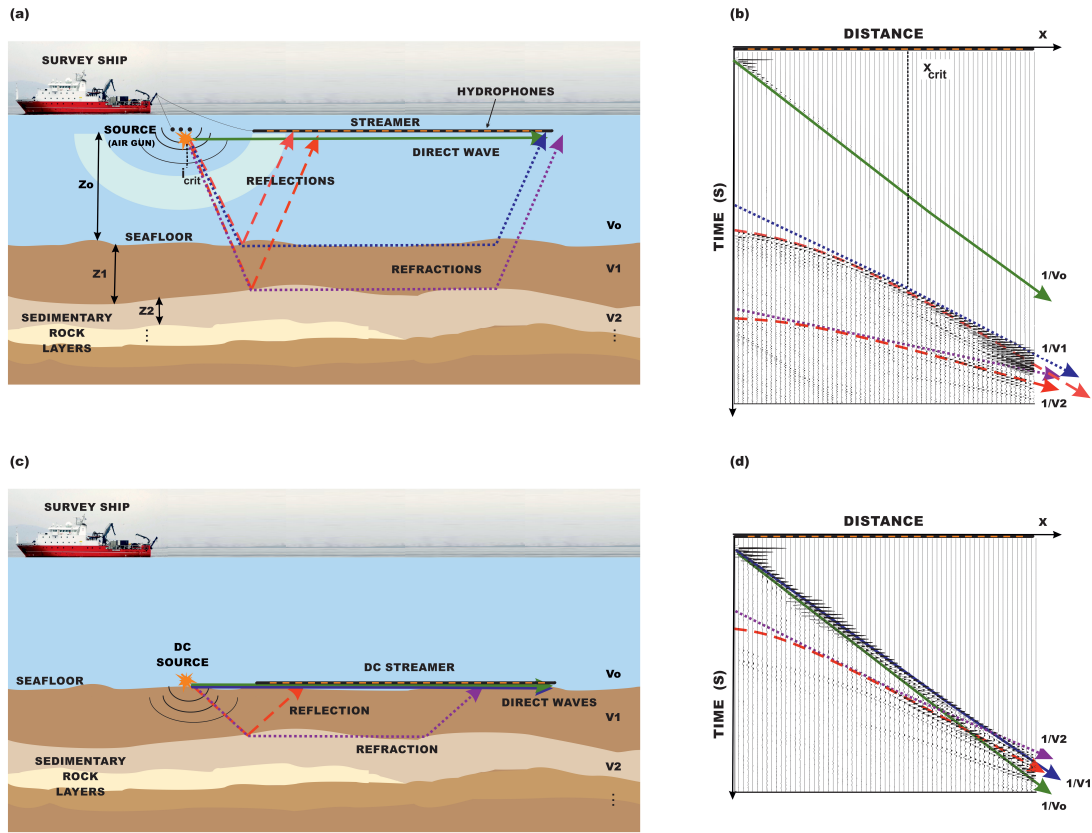 (a)
SURVEY SHIP
HYDROPHONES
STREAMER
SOURCE
(AIR GUN)
DIRECT WAVE
i crit
Zo
REFLECTIONS
Vo
SEAFLOOR
Z1
REFRACTIONS
V1
Z2
SEDIMENTARY
ROCK
LAYERS
V2
(b)
DISTANCE
x
x crit
TIME (S)
1/Vo
1/V1
1/V2
(c)
SURVEY SHIP
DC
SOURCE
DC STREAMER
Vo
SEAFLOOR
DIRECT WAVES
REFLECTION
V1
REFRACTION
SEDIMENTARY
ROCK
LAYERS
V2
(d)
DISTANCE
x
TIME (S)
1/V2
1/V1
1/Vo